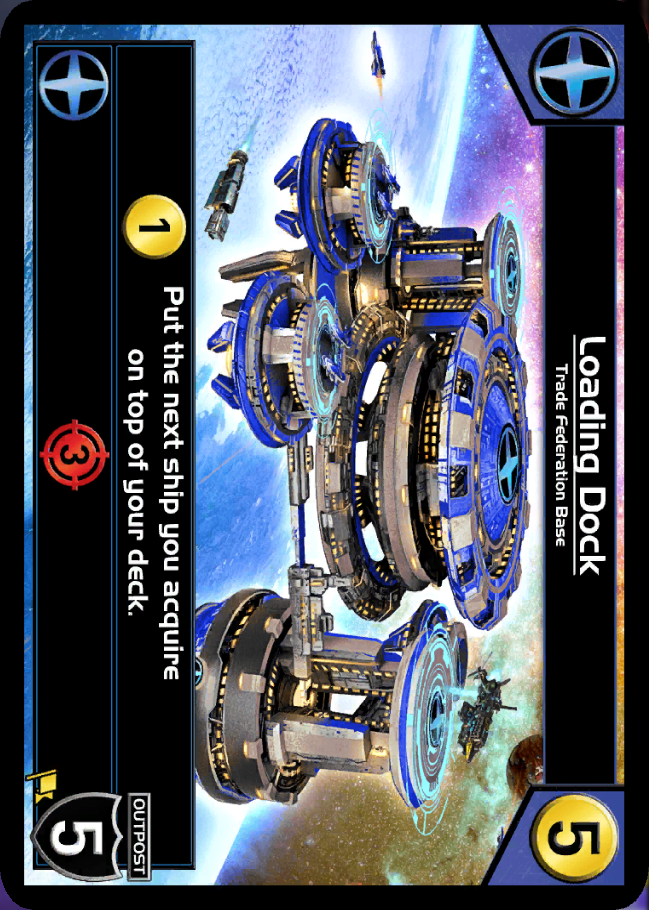 Loading Dock
Trade Federation Base
5
1
Put the next ship you acquire
on top of your deck.
3
OUTPOST
5